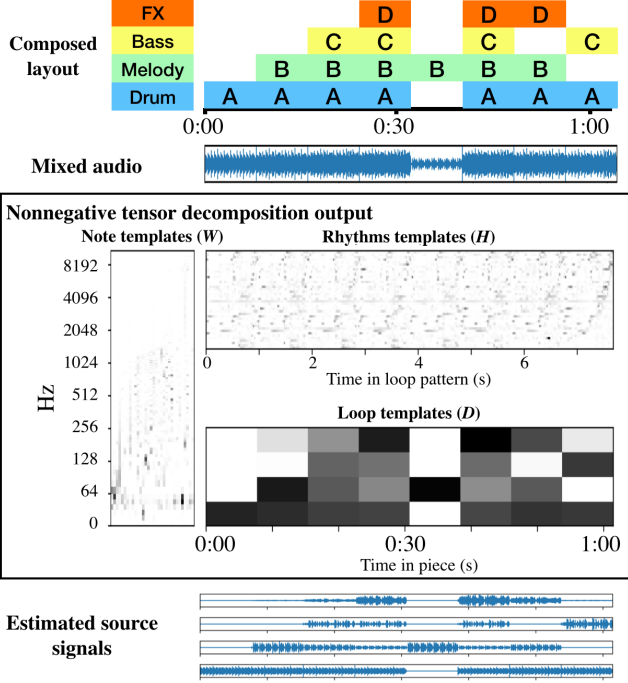 Composed
layout
FX D D D
Bass C C C C
Melody B B B B B B
Drum A A A A A A A
0:00 0:30 1:00
Mixed audio
Nonnegative tensor decomposition output
Note templates (W)
Rhythms templates (H)
Hz
8192
4096
2048
1024
512
256
128
64
0
0 2 4 6
Time in loop pattern (s)
Loop templates (D)
0:00 0:30 1:00
Time in piece (s)
Estimated source
signals